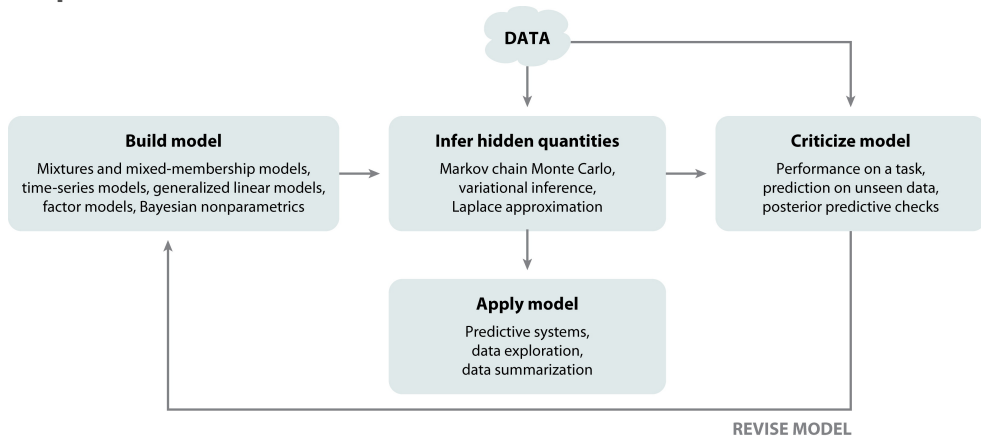 DATA
Build model
Mixtures and mixed-membership models,
time-series models, generalized linear models,
factor models, Bayesian nonparametrics
Infer hidden quantities
Markov chain Monte Carlo,
variational inference,
Laplace approximation
Criticize model
Performance on a task,
prediction on unseen data,
posterior predictive checks
Apply model
Predictive systems,
data exploration,
data summarization
REVISE MODEL